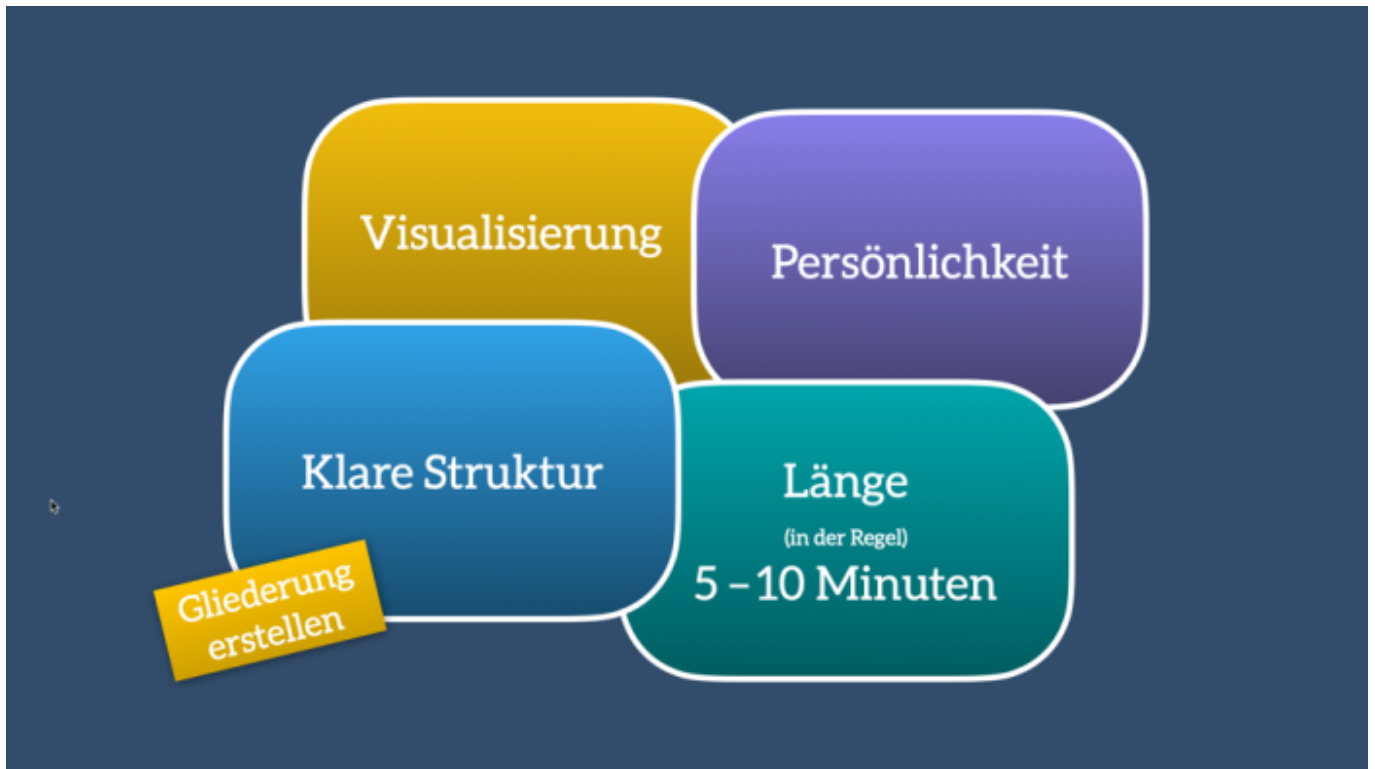 Visualisierung
Persönlichkeit
Klare Struktur
Gliederung
erstellen
Länge
(in der Regel)
5 – 10 Minuten